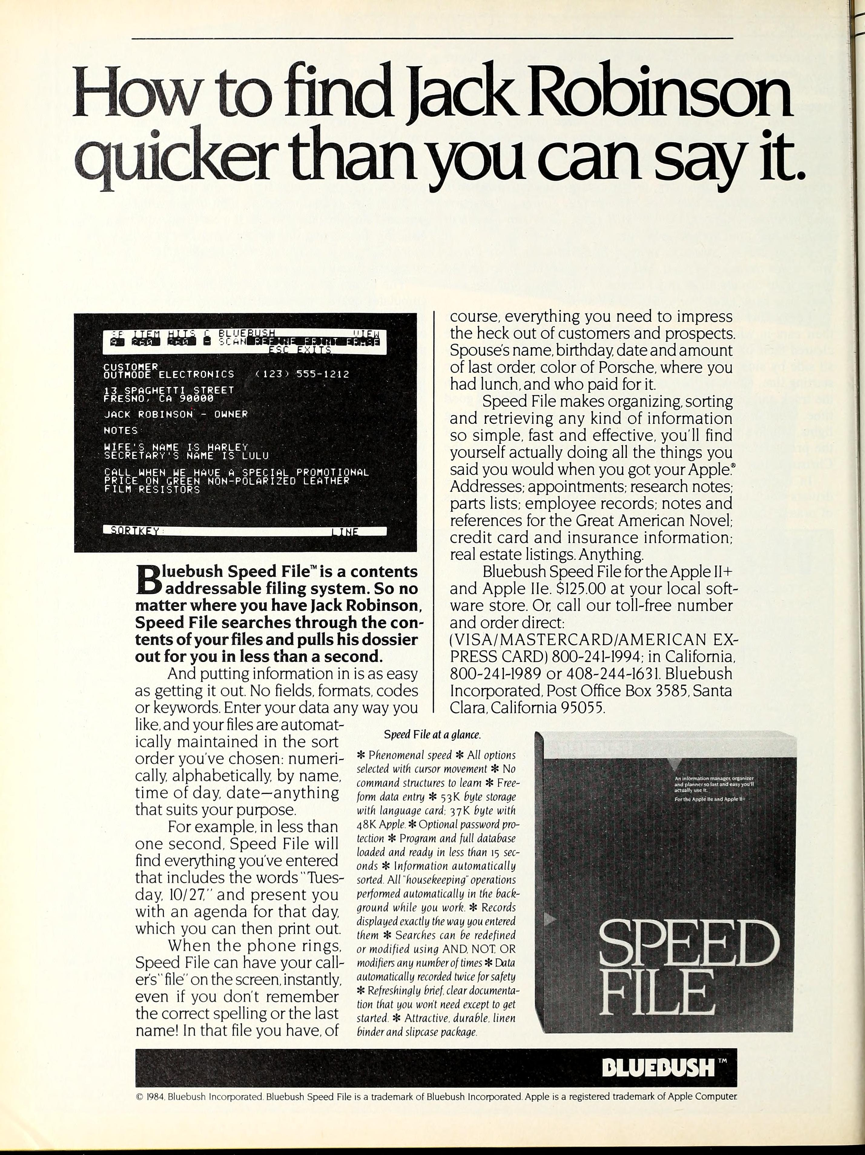 How to find Jack Robinson
quicker than you can say it.
SF ITEM HITS C BLUEBUSH VIEW
SCAN REFINE PRINT ERASE
ESC EXITS
CUSTOMER
OUTMODE ELECTRONICS (123) 555-1212
13 SPAGHETTI STREET
FRESNO, CA 90000
JACK ROBINSON - OWNER
NOTES
WIFE'S NAME IS HARLEY
SECRETARY'S NAME IS LULU
CALL WHEN WE HAVE A SPECIAL PROMOTIONAL
PRICE ON GREEN NON-POLARIZED LEATHER
FILM RESISTORS
SORTKEY: LINE
Bluebush Speed File™ is a contents
addressable filing system. So no
matter where you have Jack Robinson,
Speed File searches through the con-
tents of your files and pulls his dossier
out for you in less than a second.
And putting information in is as easy
as getting it out. No fields, formats, codes
or keywords. Enter your data any way you
like, and your files are automat-
ically maintained in the sort
order you've chosen: numeri-
cally, alphabetically, by name,
time of day, date—anything
that suits your purpose.
For example, in less than
one second, Speed File will
find everything you've entered
that includes the words "Tues-
day, 10/27," and present you
with an agenda for that day,
which you can then print out.
When the phone rings,
Speed File can have your call-
er's "file" on the screen, instantly,
even if you don't remember
the correct spelling or the last
name! In that file you have, of
course, everything you need to impress
the heck out of customers and prospects.
Spouse's name, birthday, date and amount
of last order, color of Porsche, where you
had lunch, and who paid for it.
Speed File makes organizing, sorting
and retrieving any kind of information
so simple, fast and effective, you'll find
yourself actually doing all the things you
said you would when you got your Apple.®
Addresses; appointments; research notes;
parts lists; employee records; notes and
references for the Great American Novel;
credit card and insurance information;
real estate listings. Anything.
Bluebush Speed File for the Apple II+
and Apple IIe. $125.00 at your local soft-
ware store. Or, call our toll-free number
and order direct:
(VISA/MASTERCARD/AMERICAN EX-
PRESS CARD) 800-241-1994; in California,
800-241-1989 or 408-244-1631. Bluebush
Incorporated, Post Office Box 3585, Santa
Clara, California 95055.
Speed File at a glance.
✻ Phenomenal speed ✻ All options
selected with cursor movement ✻ No
command structures to learn ✻ Free-
form data entry ✻ 53K byte storage
with language card; 37K byte with
48K Apple. ✻ Optional password pro-
tection ✻ Program and full database
loaded and ready in less than 15 sec-
onds ✻ Information automatically
sorted. All "housekeeping" operations
performed automatically in the back-
ground while you work. ✻ Records
displayed exactly the way you entered
them ✻ Searches can be redefined
or modified using AND, NOT, OR
modifiers any number of times ✻ Data
automatically recorded twice for safety
✻ Refreshingly brief, clear documenta-
tion that you won't need except to get
started. ✻ Attractive, durable, linen
binder and slipcase package.
An information manager, organizer
and planner so fast and easy you'll
actually use it.
For the Apple IIe and Apple II+
SPEED
FILE
BLUEBUSH™
© 1984, Bluebush Incorporated. Bluebush Speed File is a trademark of Bluebush Incorporated. Apple is a registered trademark of Apple Computer.